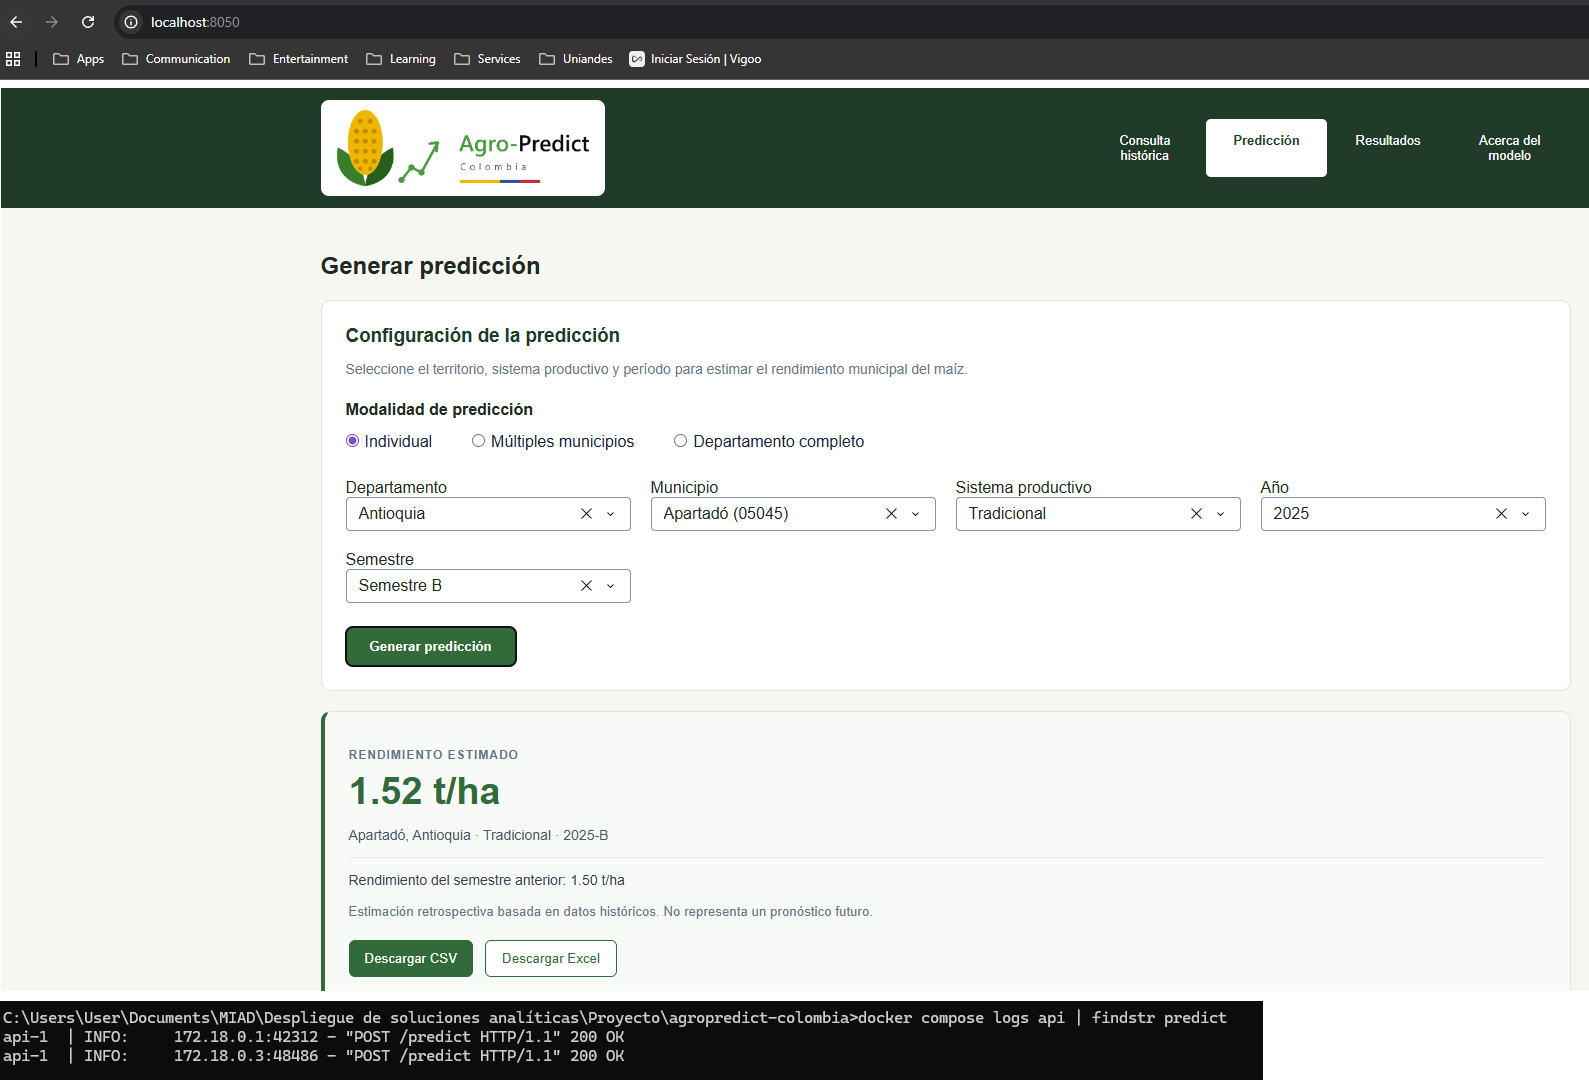 localhost:8050
Apps Communication Entertainment Learning Services Uniandes Iniciar Sesión | Vigoo
Agro-Predict
Colombia
Consulta histórica
Predicción
Resultados
Acerca del modelo
Generar predicción
Configuración de la predicción
Seleccione el territorio, sistema productivo y período para estimar el rendimiento municipal del maíz.
Modalidad de predicción
Individual Múltiples municipios Departamento completo
Departamento Municipio Sistema productivo Año
Antioquia Apartadó (05045) Tradicional 2025
Semestre
Semestre B
Generar predicción
RENDIMIENTO ESTIMADO
1.52 t/ha
Apartadó, Antioquia · Tradicional · 2025-B
Rendimiento del semestre anterior: 1.50 t/ha
Estimación retrospectiva basada en datos históricos. No representa un pronóstico futuro.
Descargar CSV Descargar Excel
C:\Users\User\Documents\MIAD\Despliegue de soluciones analíticas\Proyecto\agropredict-colombia>docker compose logs api | findstr predict
api-1  | INFO:     172.18.0.1:42312 - "POST /predict HTTP/1.1" 200 OK
api-1  | INFO:     172.18.0.3:48486 - "POST /predict HTTP/1.1" 200 OK